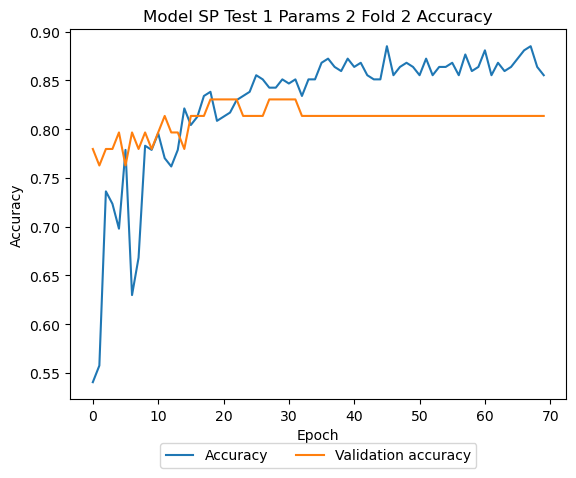 Model SP Test 1 Params 2 Fold 2 Accuracy
0.90
0.85
0.80
0.75
0.70
0.65
0.60
0.55
Accuracy
0 10 20 30 40 50 60 70
Epoch
Accuracy Validation accuracy